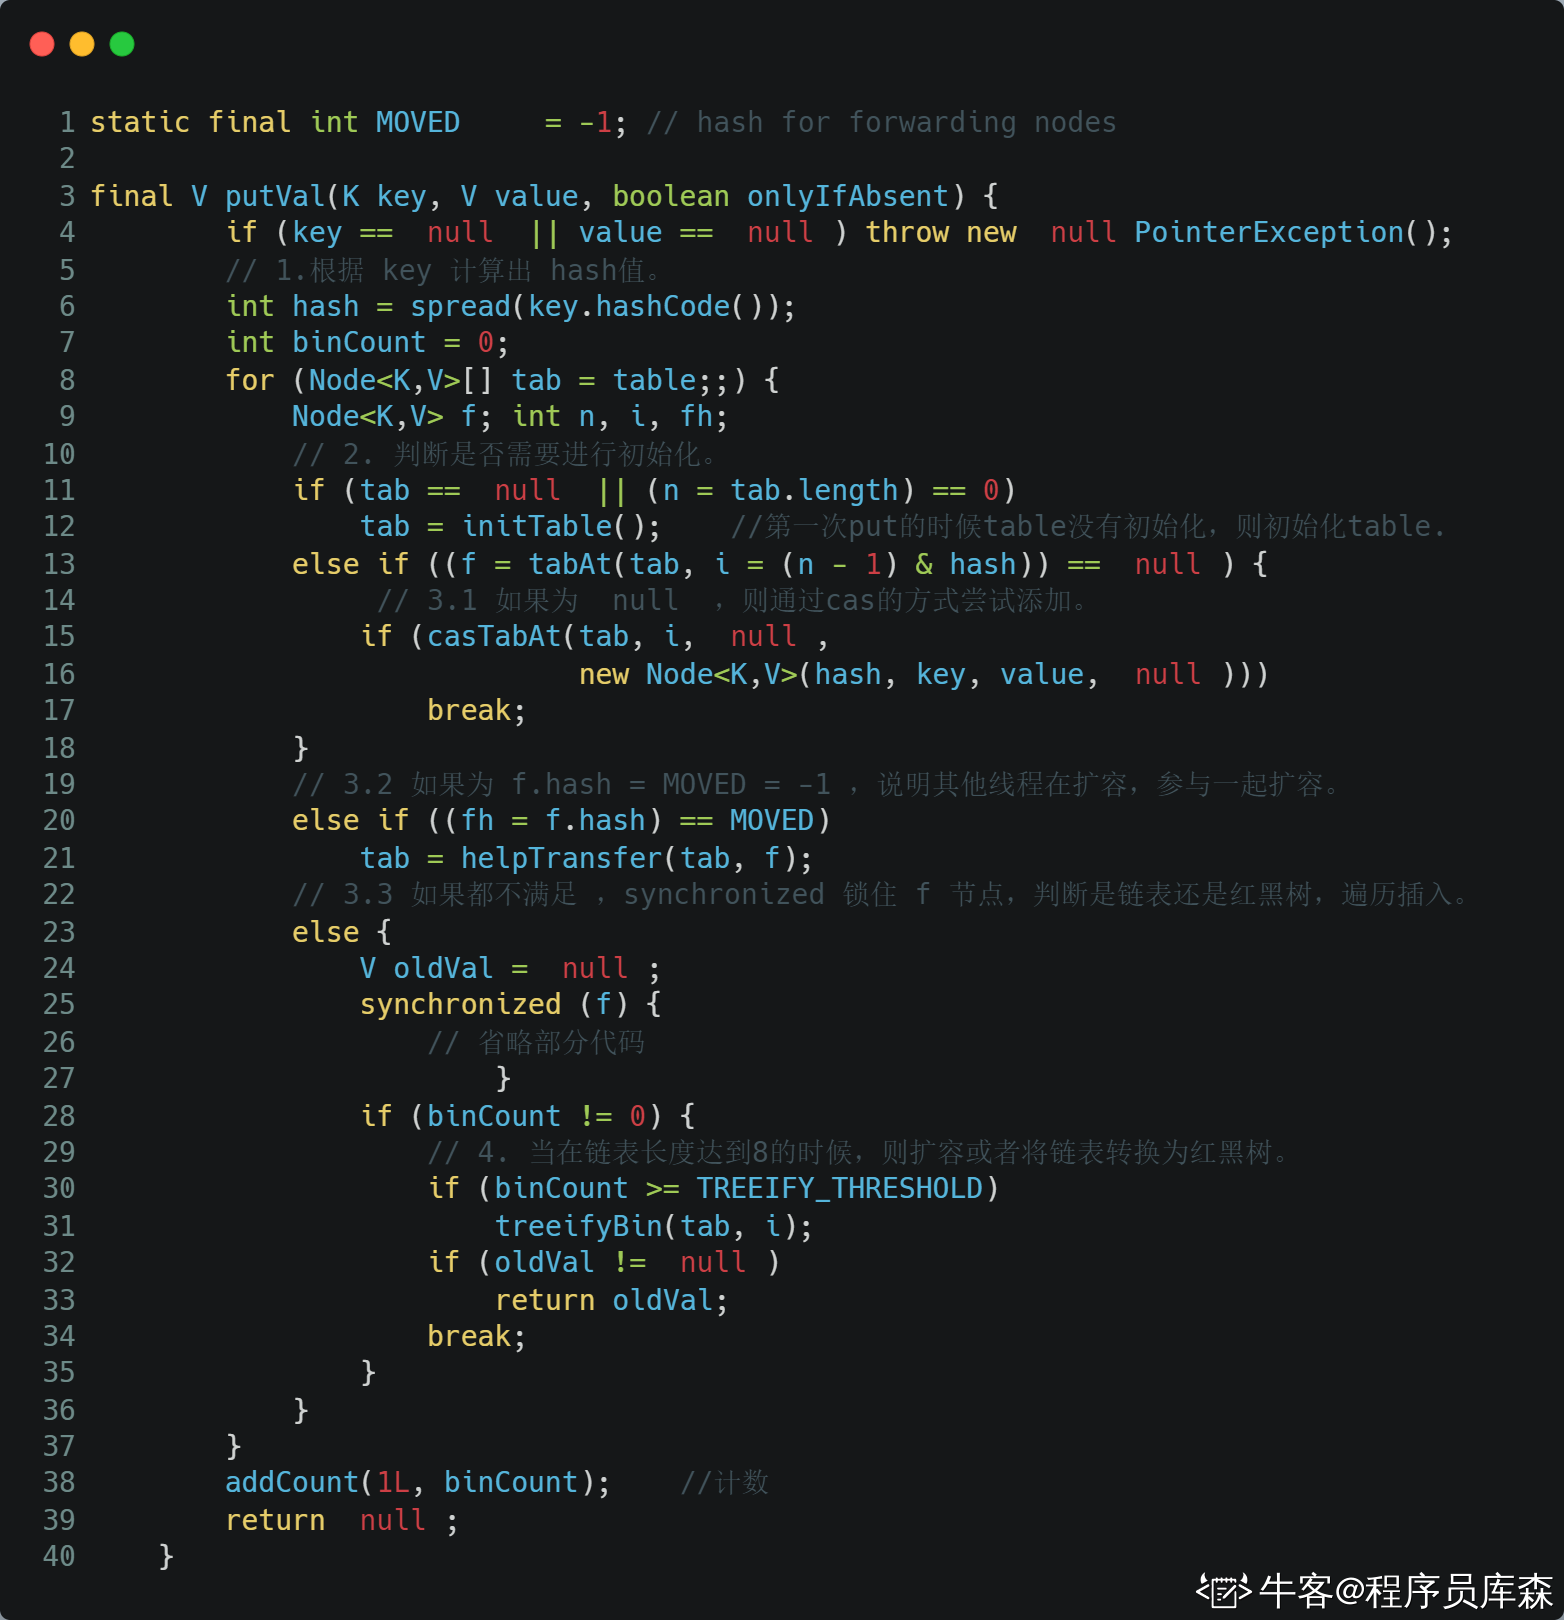 1 static final int MOVED     = -1; // hash for forwarding nodes
2
3 final V putVal(K key, V value, boolean onlyIfAbsent) {
4         if (key ==  null  || value ==  null ) throw new  null PointerException();
5         // 1.根据 key 计算出 hash值。
6         int hash = spread(key.hashCode());
7         int binCount = 0;
8         for (Node<K,V>[] tab = table;;) {
9             Node<K,V> f; int n, i, fh;
10             // 2. 判断是否需要进行初始化。
11             if (tab ==  null  || (n = tab.length) == 0)
12                 tab = initTable();    //第一次put的时候table没有初始化，则初始化table.
13             else if ((f = tabAt(tab, i = (n - 1) & hash)) ==  null ) {
14                  // 3.1 如果为  null  ，则通过cas的方式尝试添加。
15                 if (casTabAt(tab, i,  null ,
16                              new Node<K,V>(hash, key, value,  null )))
17                     break;
18             }
19             // 3.2 如果为 f.hash = MOVED = -1 ，说明其他线程在扩容，参与一起扩容。
20             else if ((fh = f.hash) == MOVED)
21                 tab = helpTransfer(tab, f);
22             // 3.3 如果都不满足 ，synchronized 锁住 f 节点，判断是链表还是红黑树，遍历插入。
23             else {
24                 V oldVal =  null ;
25                 synchronized (f) {
26                     // 省略部分代码
27                         }
28                 if (binCount != 0) {
29                     // 4. 当在链表长度达到8的时候，则扩容或者将链表转换为红黑树。
30                     if (binCount >= TREEIFY_THRESHOLD)
31                         treeifyBin(tab, i);
32                     if (oldVal !=  null )
33                         return oldVal;
34                     break;
35                 }
36             }
37         }
38         addCount(1L, binCount);    //计数
39         return  null ;
40     }
牛客@程序员库森